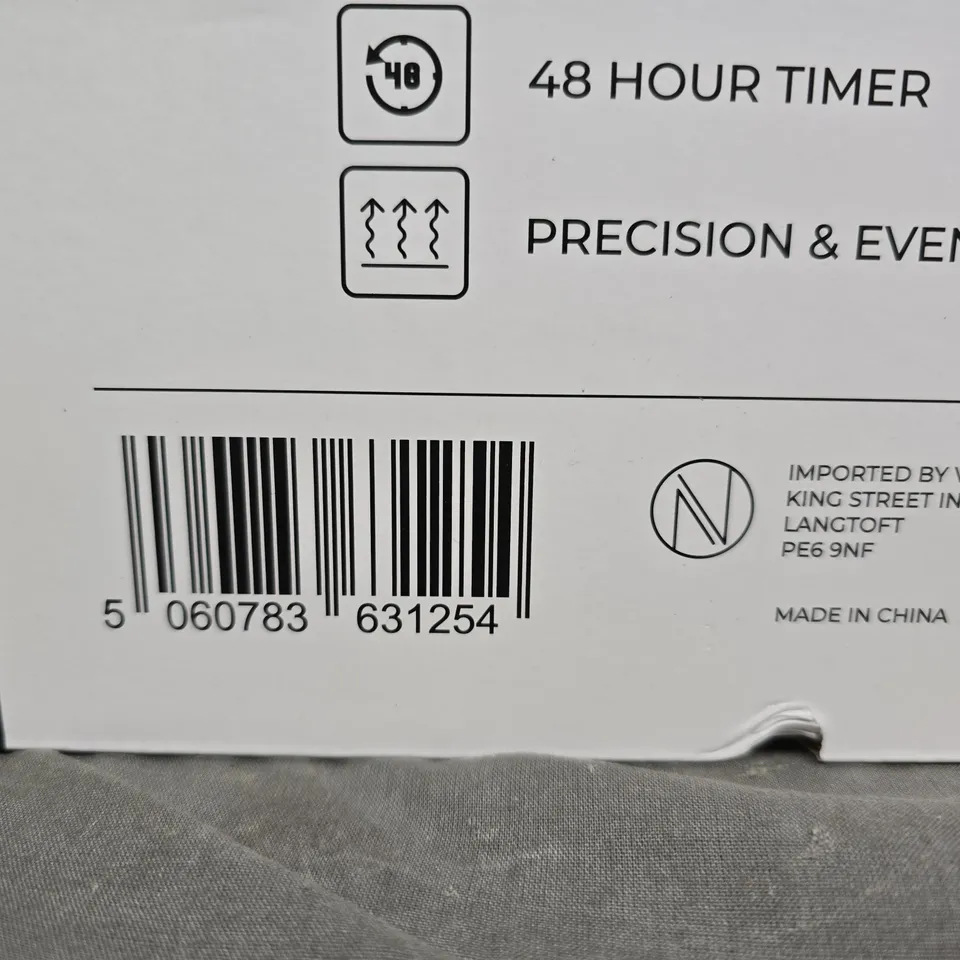 48
48 HOUR TIMER
PRECISION & EVEN
IMPORTED BY
KING STREET IN
LANGTOFT
PE6 9NF
MADE IN CHINA
5 060783 631254